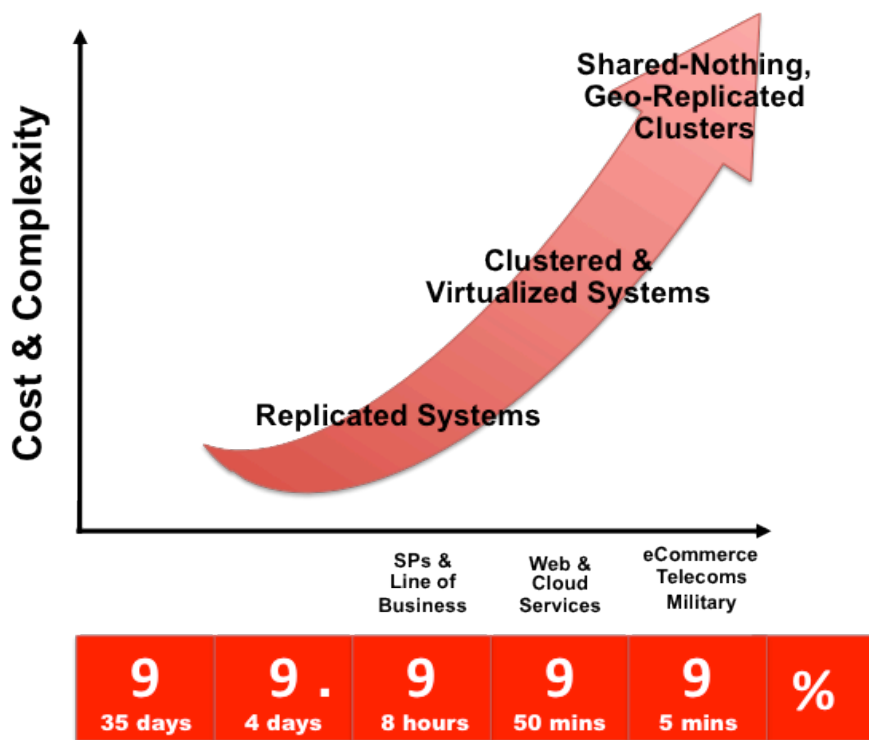 Cost & Complexity
Shared-Nothing,
Geo-Replicated
Clusters
Clustered &
Virtualized Systems
Replicated Systems
SPs &
Line of
Business
Web &
Cloud
Services
eCommerce
Telecoms
Military
9 9 . 9 9 9 %
35 days 4 days 8 hours 50 mins 5 mins